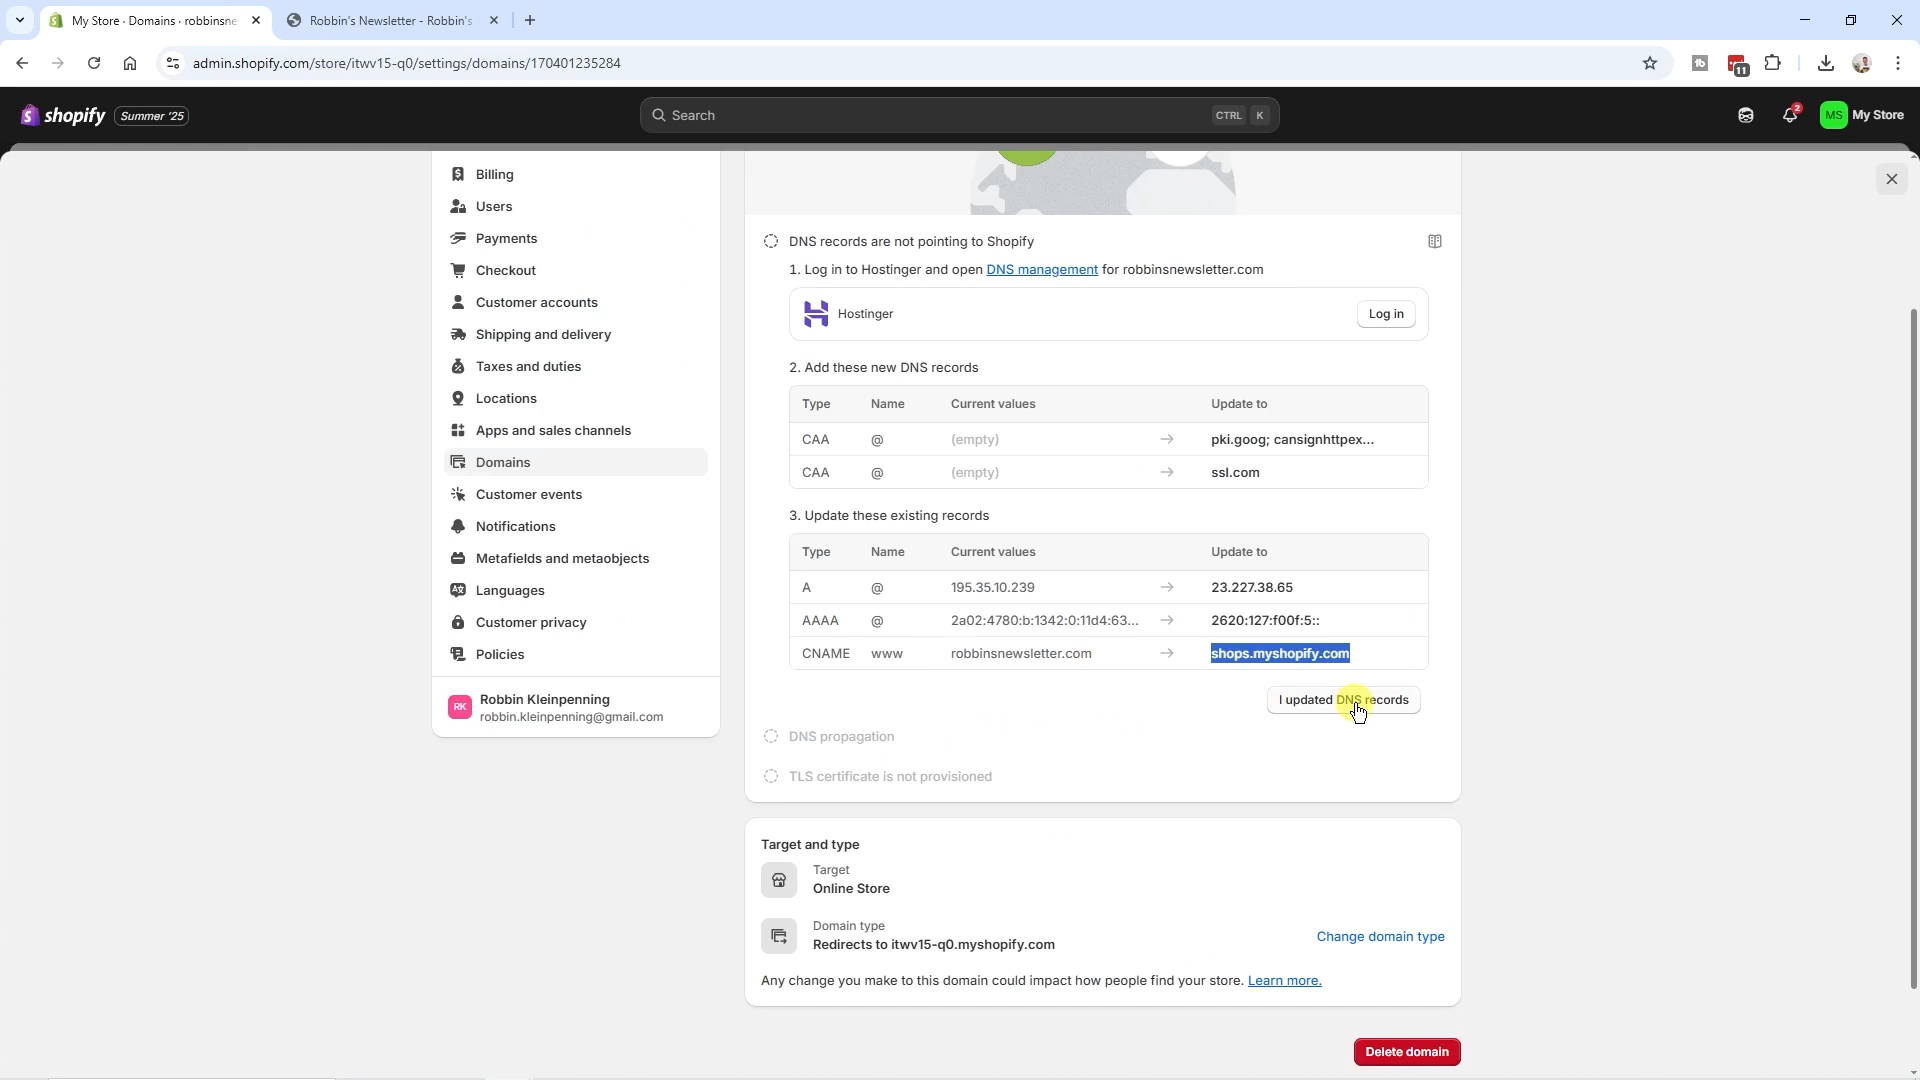 My Store · Domains · robbinsne
Robbin's Newsletter - Robbin's
admin.shopify.com/store/itwv15-q0/settings/domains/170401235284
11
shopify
Summer '25
Search
CTRL K
2
MS
My Store
Billing
Users
Payments
Checkout
Customer accounts
Shipping and delivery
Taxes and duties
Locations
Apps and sales channels
Domains
Customer events
Notifications
Metafields and metaobjects
Languages
Customer privacy
Policies
RK
Robbin Kleinpenning
robbin.kleinpenning@gmail.com
DNS records are not pointing to Shopify
1. Log in to Hostinger and open DNS management for robbinsnewsletter.com
Hostinger
Log in
2. Add these new DNS records
Type Name Current values Update to
CAA @ (empty) → pki.goog; cansignhttpex...
CAA @ (empty) → ssl.com
3. Update these existing records
Type Name Current values Update to
A @ 195.35.10.239 → 23.227.38.65
AAAA @ 2a02:4780:b:1342:0:11d4:63... → 2620:127:f00f:5::
CNAME www robbinsnewsletter.com → shops.myshopify.com
I updated DNS records
DNS propagation
TLS certificate is not provisioned
Target and type
Target
Online Store
Domain type
Redirects to itwv15-q0.myshopify.com
Change domain type
Any change you make to this domain could impact how people find your store. Learn more.
Delete domain